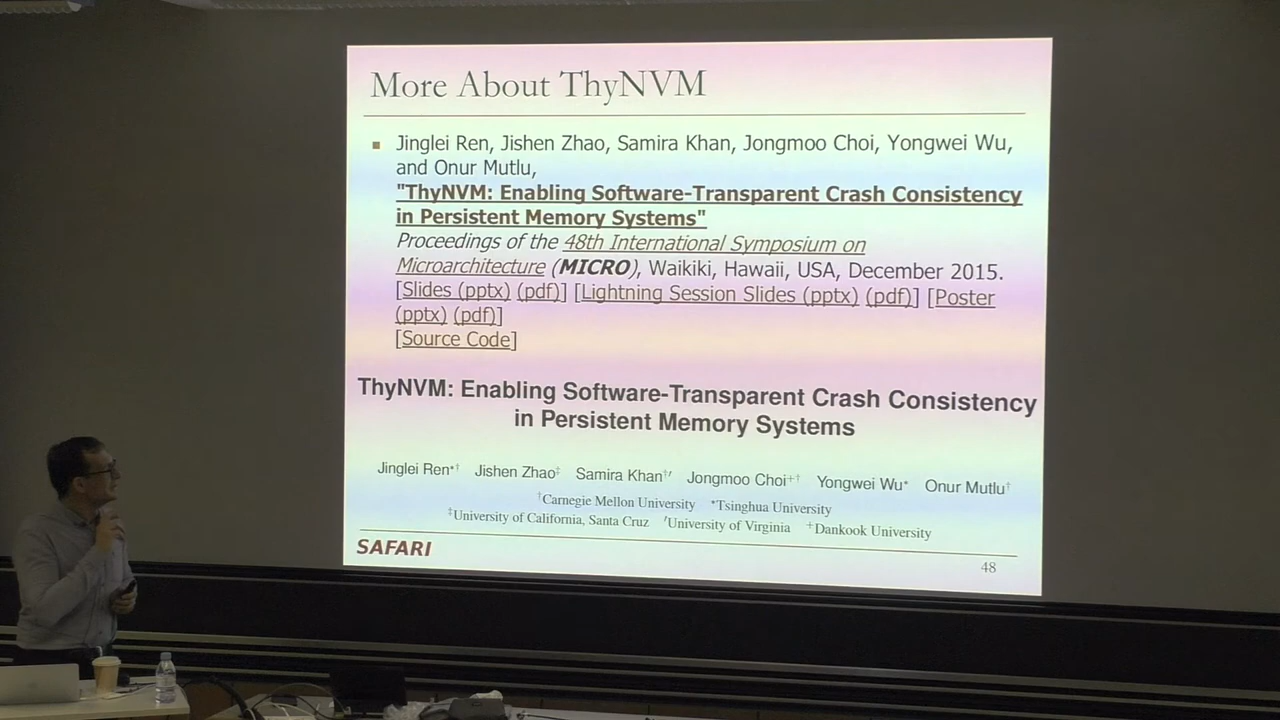 More About ThyNVM
Jinglei Ren, Jishen Zhao, Samira Khan, Jongmoo Choi, Yongwei Wu,
and Onur Mutlu,
"ThyNVM: Enabling Software-Transparent Crash Consistency
in Persistent Memory Systems"
Proceedings of the 48th International Symposium on
Microarchitecture (MICRO), Waikiki, Hawaii, USA, December 2015.
[Slides (pptx) (pdf)] [Lightning Session Slides (pptx) (pdf)] [Poster
(pptx) (pdf)]
[Source Code]
ThyNVM: Enabling Software-Transparent Crash Consistency
in Persistent Memory Systems
Jinglei Ren*† Jishen Zhao‡ Samira Khan†′ Jongmoo Choi+† Yongwei Wu* Onur Mutlu†
†Carnegie Mellon University *Tsinghua University
‡University of California, Santa Cruz ′University of Virginia +Dankook University
SAFARI
48